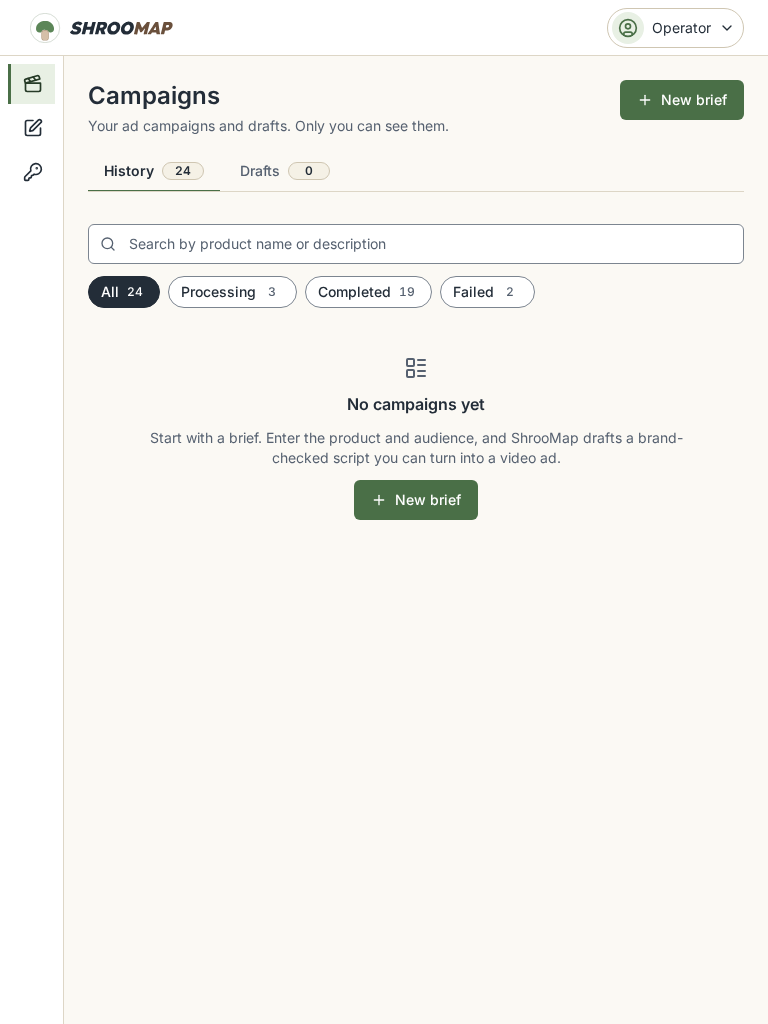 SHROOMAP
Operator
Campaigns
New brief
Your ad campaigns and drafts. Only you can see them.
History 24
Drafts 0
Search by product name or description
All 24
Processing 3
Completed 19
Failed 2
No campaigns yet
Start with a brief. Enter the product and audience, and ShrooMap drafts a brand-
checked script you can turn into a video ad.
New brief